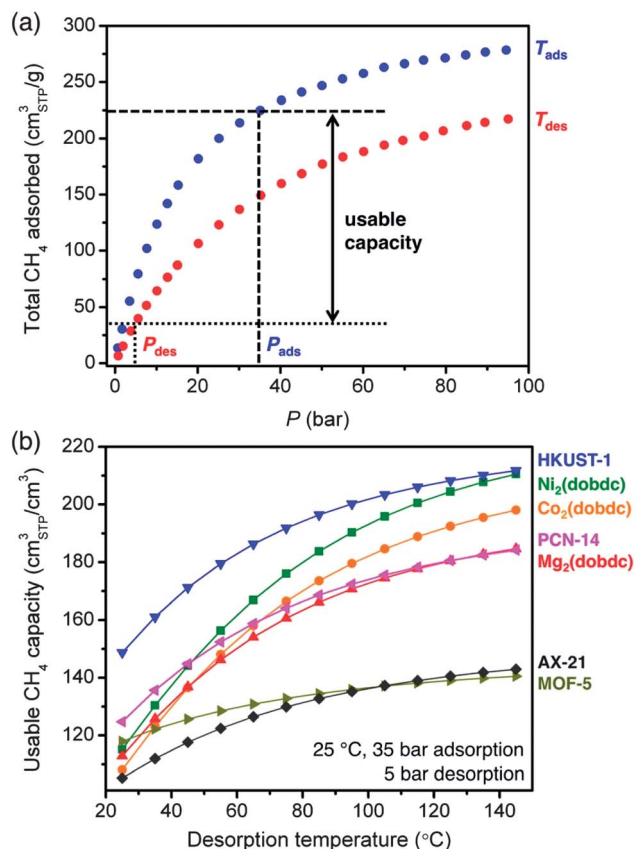 (a)
300
250
200
150
100
50
0
Total CH4 adsorbed (cm3STP/g)
Tads
Tdes
usable
capacity
Pdes
Pads
0 20 40 60 80 100
P (bar)
(b)
220
200
180
160
140
120
Usable CH4 capacity (cm3STP/cm3)
HKUST-1
Ni2(dobdc)
Co2(dobdc)
PCN-14
Mg2(dobdc)
AX-21
MOF-5
25 °C, 35 bar adsorption
5 bar desorption
20 40 60 80 100 120 140
Desorption temperature (°C)